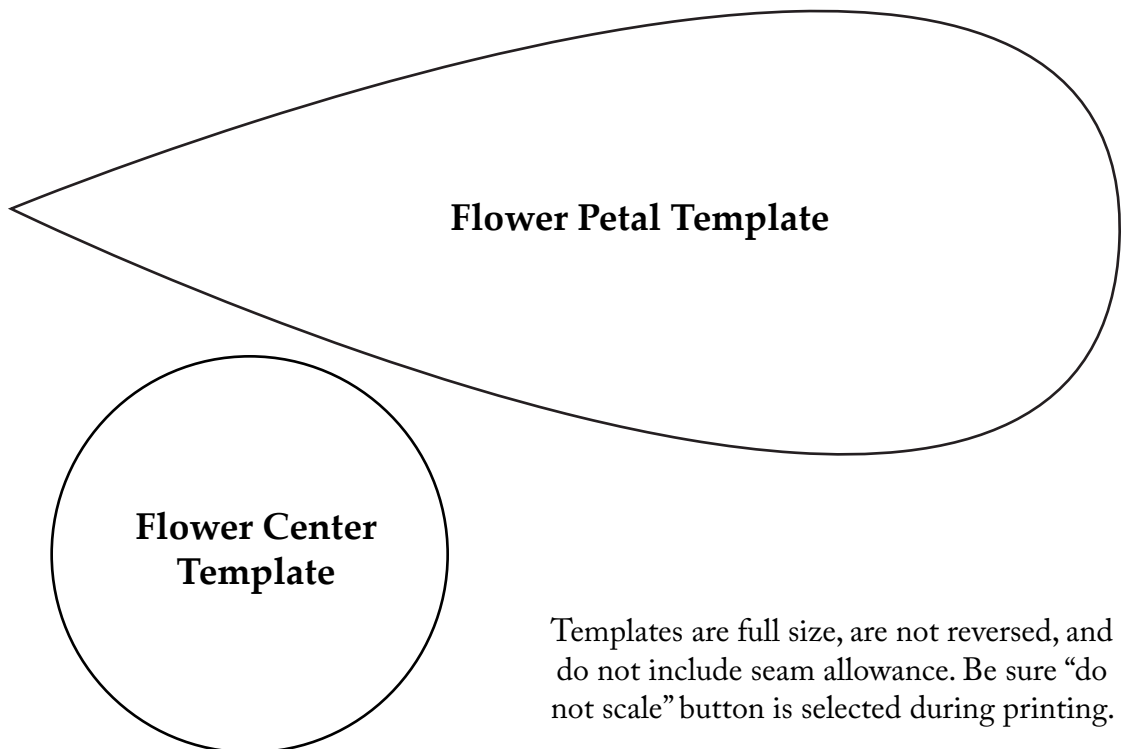 Flower Petal Template
Flower Center
Template
Templates are full size, are not reversed, and
do not include seam allowance. Be sure “do
not scale” button is selected during printing.